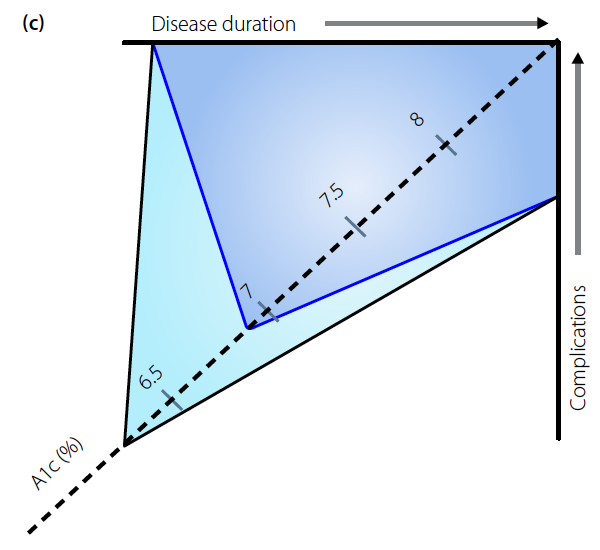 (c)
Disease duration
8
7.5
7
6.5
A1c (%)
Complications